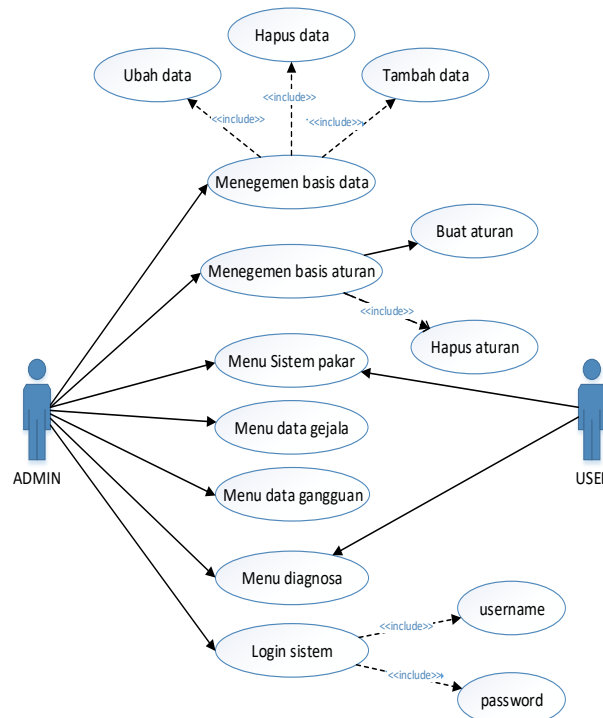 Hapus data
Ubah data
Tambah data
<<include>>
<<include>>
<<include>>
Menegemen basis data
Buat aturan
Menegemen basis aturan
<<include>>
Hapus aturan
Menu Sistem pakar
Menu data gejala
ADMIN
USER
Menu data gangguan
Menu diagnosa
username
<<include>>
Login sistem
<<include>>
password